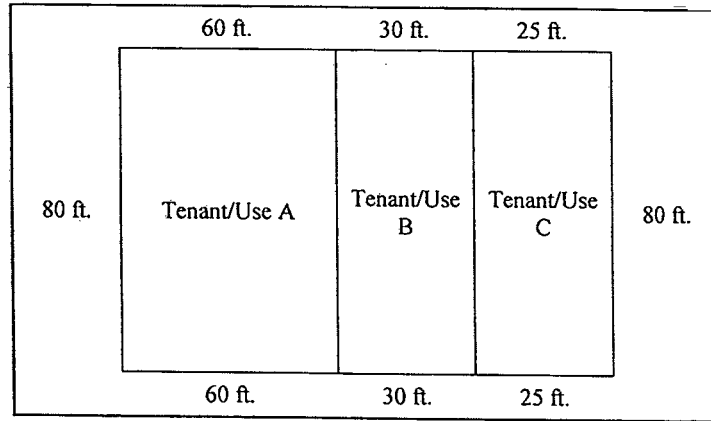 60 ft. 30 ft. 25 ft.
80 ft. Tenant/Use A Tenant/Use Tenant/Use 80 ft.
B C
60 ft. 30 ft. 25 ft.